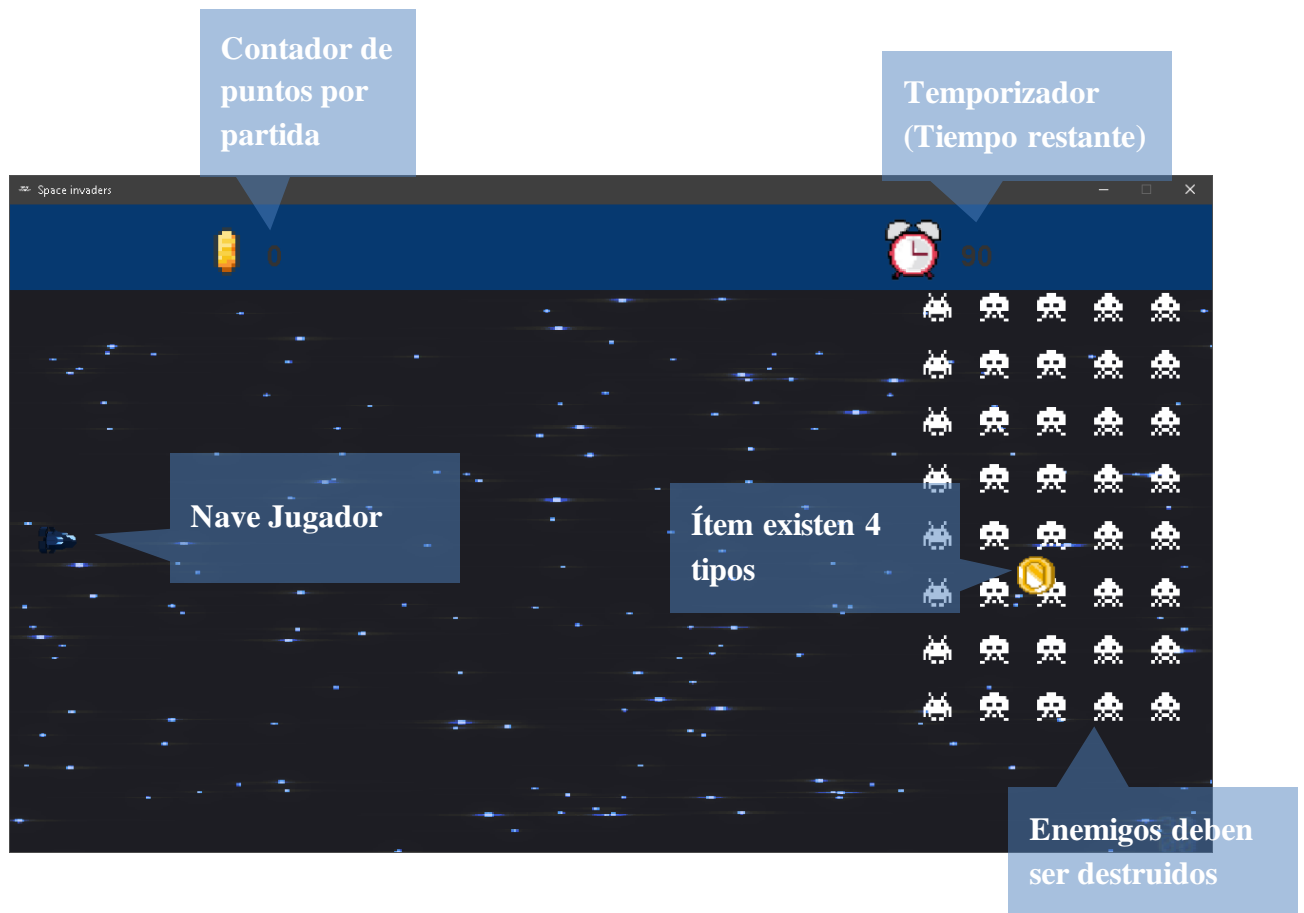 Contador de
puntos por
partida
Temporizador
(Tiempo restante)
Space invaders
0
90
Nave Jugador
Ítem existen 4
tipos
Enemigos deben
ser destruidos